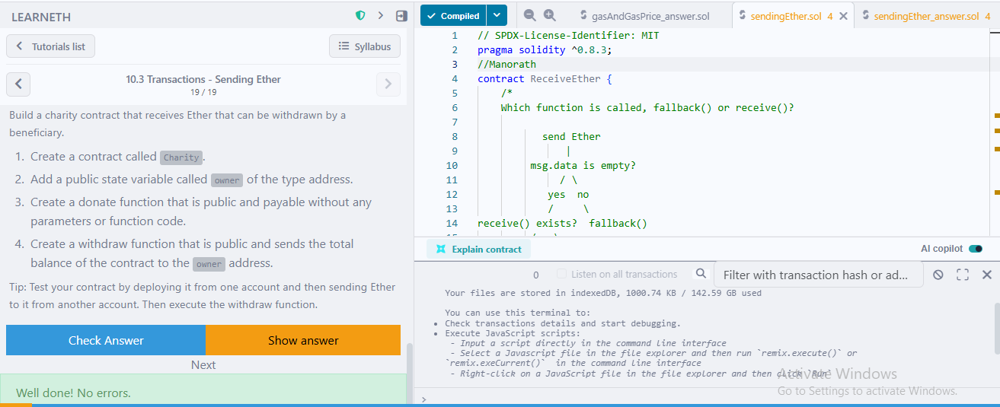 LEARNETH
Tutorials list
Syllabus
10.3 Transactions - Sending Ether
19 / 19
Build a charity contract that receives Ether that can be withdrawn by a
beneficiary.
1. Create a contract called Charity.
2. Add a public state variable called owner of the type address.
3. Create a donate function that is public and payable without any
parameters or function code.
4. Create a withdraw function that is public and sends the total
balance of the contract to the owner address.
Tip: Test your contract by deploying it from one account and then sending Ether
to it from another account. Then execute the withdraw function.
Check Answer
Show answer
Next
Well done! No errors.
Compiled
gasAndGasPrice_answer.sol
sendingEther.sol 4
sendingEther_answer.sol 4
1 // SPDX-License-Identifier: MIT
2 pragma solidity ^0.8.3;
3 //Manorath
4 contract ReceiveEther {
5 /*
6 Which function is called, fallback() or receive()?
7
8 send Ether
9 |
10 msg.data is empty?
11 / \
12 yes no
13 / \
14 receive() exists? fallback()
Explain contract
AI copilot
0
Listen on all transactions
Filter with transaction hash or ad...
Your files are stored in indexedDB, 1000.74 KB / 142.59 GB used
You can use this terminal to:
• Check transactions details and start debugging.
• Execute JavaScript scripts:
- Input a script directly in the command line interface
- Select a Javascript file in the file explorer and then run `remix.execute()` or
`remix.exeCurrent()` in the command line interface
- Right-click on a JavaScript file in the file explorer and then click `Run`
>
Activate Windows
Go to Settings to activate Windows.